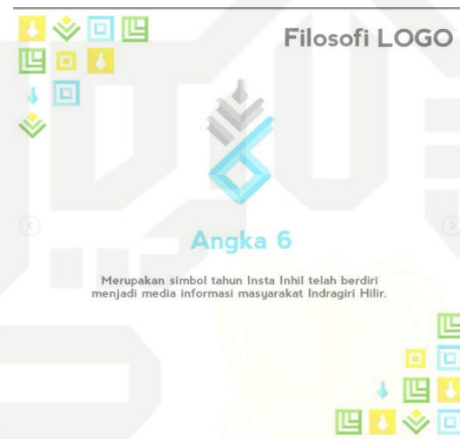 Filosofi LOGO
Angka 6
Merupakan simbol tahun Insta Inhil telah berdiri
menjadi media informasi masyarakat Indragiri Hilir.